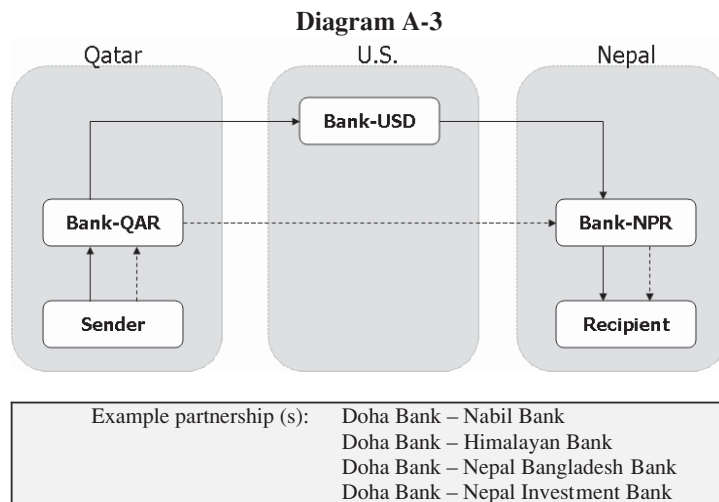 Diagram A-3
Qatar U.S. Nepal
Bank-USD
Bank-QAR Bank-NPR
Sender Recipient
Example partnership (s): Doha Bank – Nabil Bank
Doha Bank – Himalayan Bank
Doha Bank – Nepal Bangladesh Bank
Doha Bank – Nepal Investment Bank